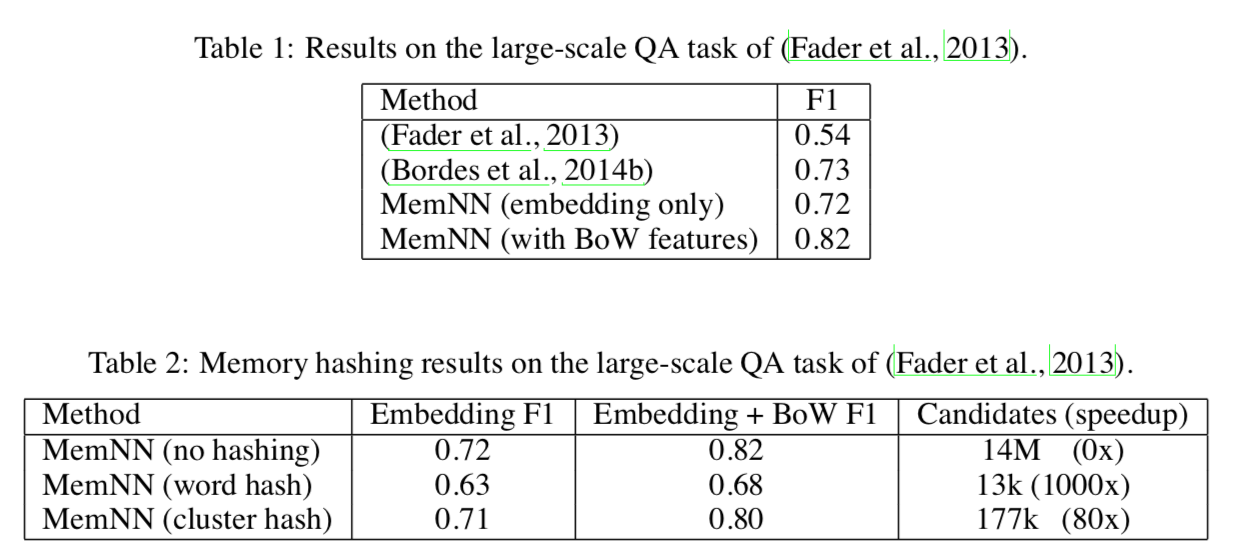 Table 1: Results on the large-scale QA task of (Fader et al., 2013).
Method F1
(Fader et al., 2013) 0.54
(Bordes et al., 2014b) 0.73
MemNN (embedding only) 0.72
MemNN (with BoW features) 0.82
Table 2: Memory hashing results on the large-scale QA task of (Fader et al., 2013).
Method Embedding F1 Embedding + BoW F1 Candidates (speedup)
MemNN (no hashing) 0.72 0.82 14M (0x)
MemNN (word hash) 0.63 0.68 13k (1000x)
MemNN (cluster hash) 0.71 0.80 177k (80x)